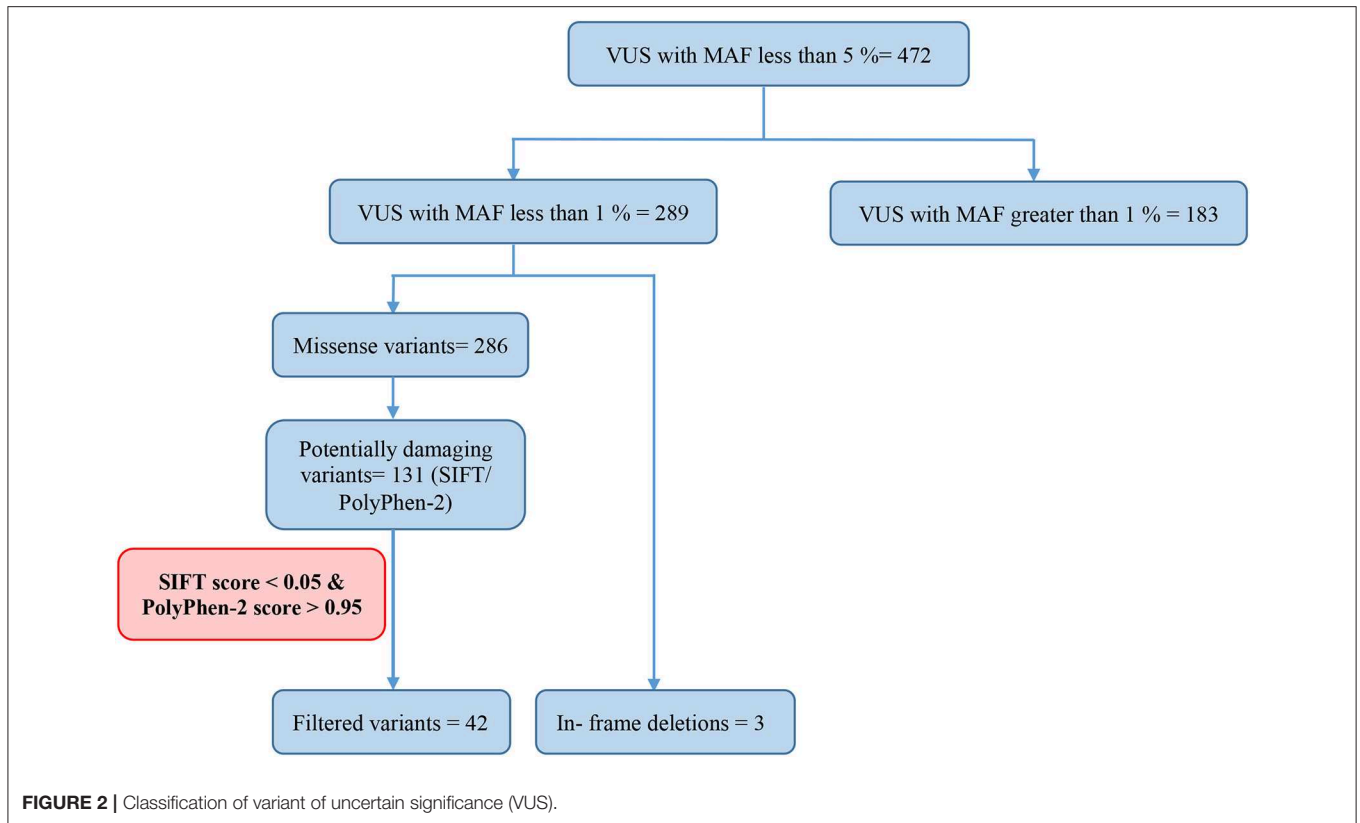 VUS with MAF less than 5 %= 472
VUS with MAF less than 1 % = 289
VUS with MAF greater than 1 % = 183
Missense variants= 286
Potentially damaging
variants= 131 (SIFT/
PolyPhen-2)
SIFT score < 0.05 &
PolyPhen-2 score > 0.95
Filtered variants = 42
In- frame deletions = 3
FIGURE 2 | Classification of variant of uncertain significance (VUS).